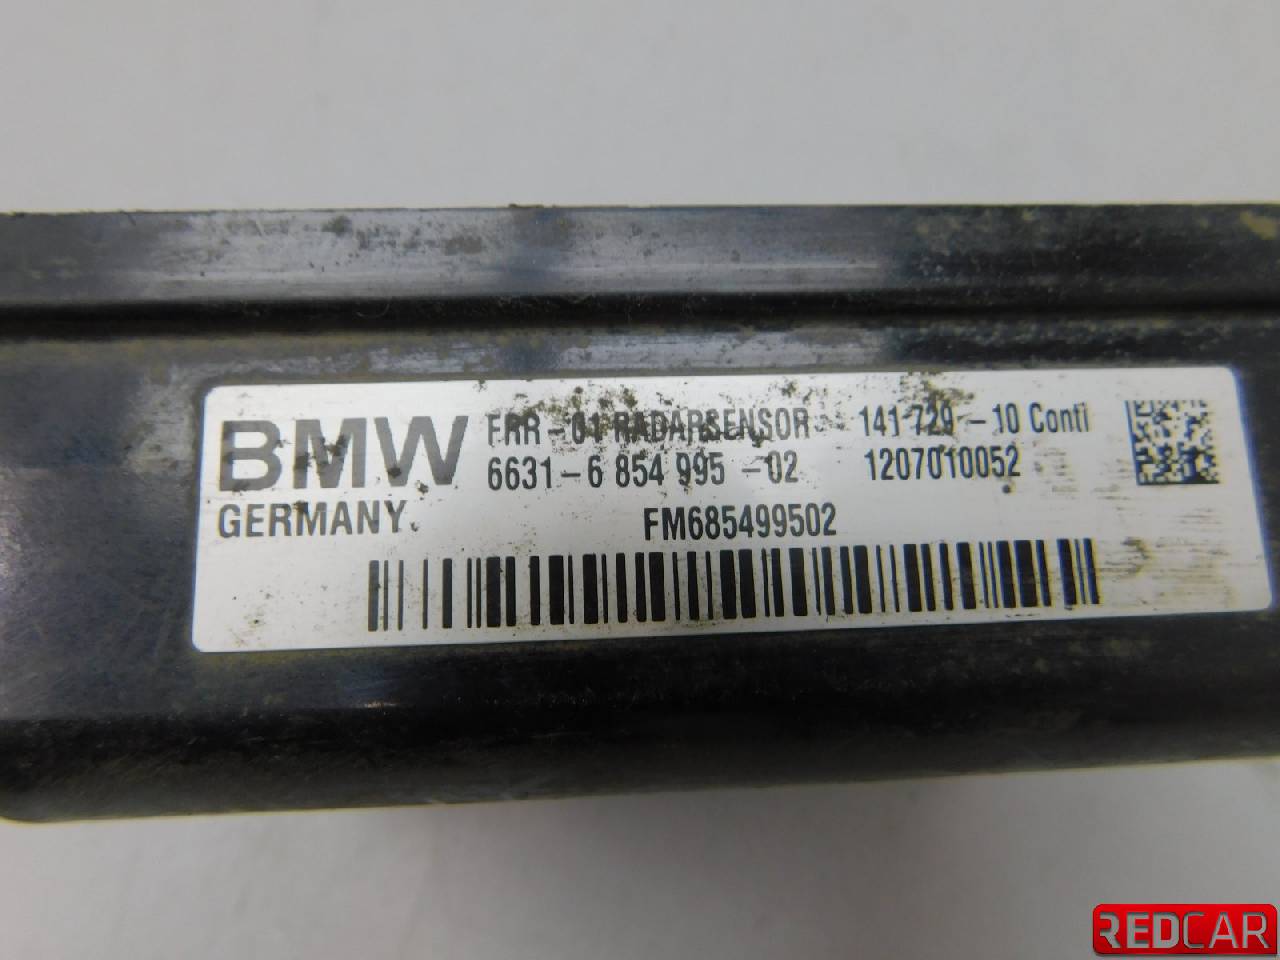 BMW FRR-01 RADARSENSOR 141 729-10 Conti
6631-6 854 995-02 1207010052
GERMANY FM685499502
REDCAR